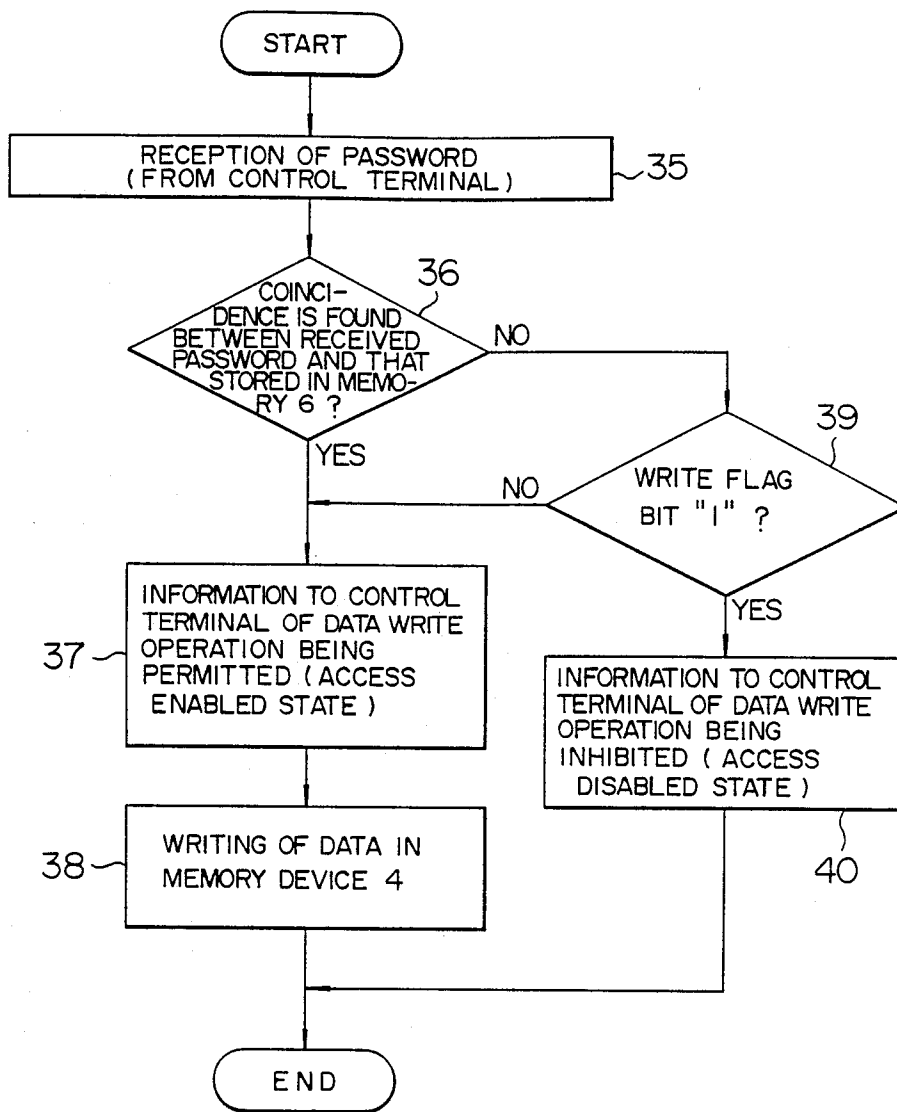 START
RECEPTION OF PASSWORD
(FROM CONTROL TERMINAL)
35
36
COINCI-
DENCE IS FOUND
BETWEEN RECEIVED
PASSWORD AND THAT
STORED IN MEMO-
RY 6 ?
NO
YES
39
WRITE FLAG
BIT "1" ?
NO
YES
37
INFORMATION TO CONTROL
TERMINAL OF DATA WRITE
OPERATION BEING
PERMITTED (ACCESS
ENABLED STATE)
INFORMATION TO CONTROL
TERMINAL OF DATA WRITE
OPERATION BEING
INHIBITED (ACCESS
DISABLED STATE)
40
38
WRITING OF DATA IN
MEMORY DEVICE 4
END